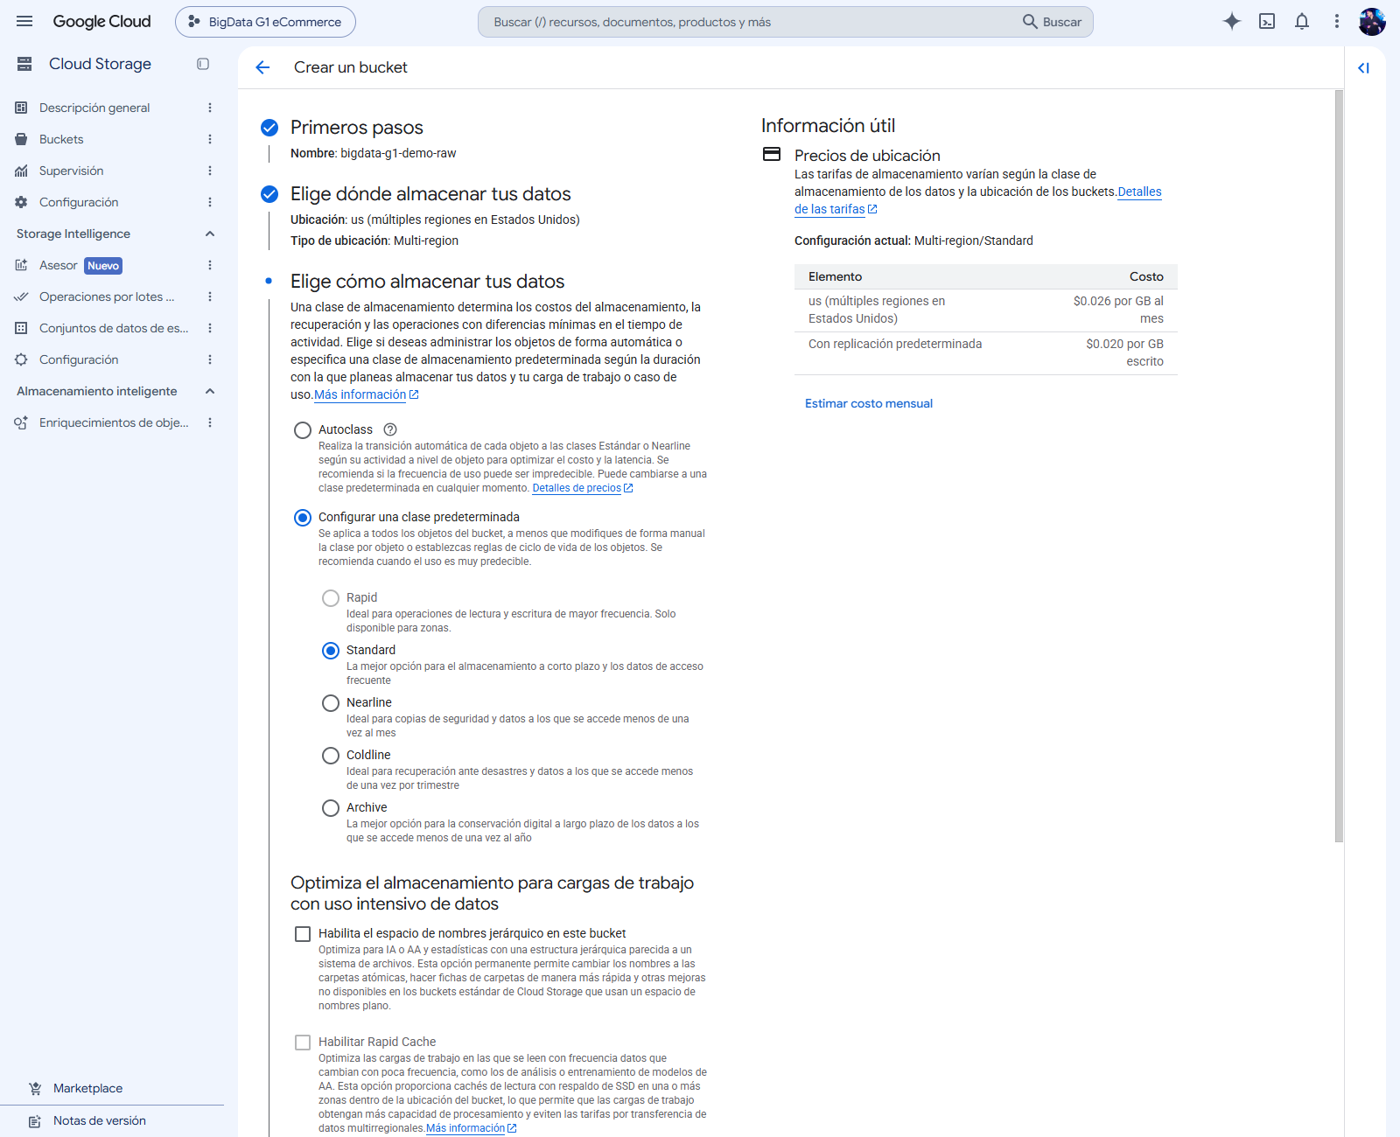 Google Cloud
BigData G1 eCommerce
Buscar (/) recursos, documentos, productos y más
Buscar
Cloud Storage
Descripción general
Buckets
Supervisión
Configuración
Storage Intelligence
Asesor Nuevo
Operaciones por lotes ...
Conjuntos de datos de es...
Configuración
Almacenamiento inteligente
Enriquecimientos de obje...
Marketplace
Notas de versión
Crear un bucket
Primeros pasos
Nombre: bigdata-g1-demo-raw
Elige dónde almacenar tus datos
Ubicación: us (múltiples regiones en Estados Unidos)
Tipo de ubicación: Multi-region
Elige cómo almacenar tus datos
Una clase de almacenamiento determina los costos del almacenamiento, la
recuperación y las operaciones con diferencias mínimas en el tiempo de
actividad. Elige si deseas administrar los objetos de forma automática o
especifica una clase de almacenamiento predeterminada según la duración
con la que planeas almacenar tus datos y tu carga de trabajo o caso de
uso.Más información
Autoclass
Realiza la transición automática de cada objeto a las clases Estándar o Nearline
según su actividad a nivel de objeto para optimizar el costo y la latencia. Se
recomienda si la frecuencia de uso puede ser impredecible. Puede cambiarse a una
clase predeterminada en cualquier momento. Detalles de precios
Configurar una clase predeterminada
Se aplica a todos los objetos del bucket, a menos que modifiques de forma manual
la clase por objeto o establezcas reglas de ciclo de vida de los objetos. Se
recomienda cuando el uso es muy predecible.
Rapid
Ideal para operaciones de lectura y escritura de mayor frecuencia. Solo
disponible para zonas.
Standard
La mejor opción para el almacenamiento a corto plazo y los datos de acceso
frecuente
Nearline
Ideal para copias de seguridad y datos a los que se accede menos de una
vez al mes
Coldline
Ideal para recuperación ante desastres y datos a los que se accede menos
de una vez por trimestre
Archive
La mejor opción para la conservación digital a largo plazo de los datos a los
que se accede menos de una vez al año
Optimiza el almacenamiento para cargas de trabajo
con uso intensivo de datos
Habilita el espacio de nombres jerárquico en este bucket
Optimiza para IA o AA y estadísticas con una estructura jerárquica parecida a un
sistema de archivos. Esta opción permanente permite cambiar los nombres a las
carpetas atómicas, hacer fichas de carpetas de manera más rápida y otras mejoras
no disponibles en los buckets estándar de Cloud Storage que usan un espacio de
nombres plano.
Habilitar Rapid Cache
Optimiza las cargas de trabajo en las que se leen con frecuencia datos que
cambian con poca frecuencia, como los de análisis o entrenamiento de modelos de
AA. Esta opción proporciona cachés de lectura con respaldo de SSD en una o más
zonas dentro de la ubicación del bucket, lo que permite que las cargas de trabajo
obtengan más capacidad de procesamiento y eviten las tarifas por transferencia de
datos multirregionales.Más información
Información útil
Precios de ubicación
Las tarifas de almacenamiento varían según la clase de
almacenamiento de los datos y la ubicación de los buckets.Detalles
de las tarifas
Configuración actual: Multi-region/Standard
Elemento Costo
us (múltiples regiones en $0.026 por GB al
Estados Unidos) mes
Con replicación predeterminada $0.020 por GB
escrito
Estimar costo mensual